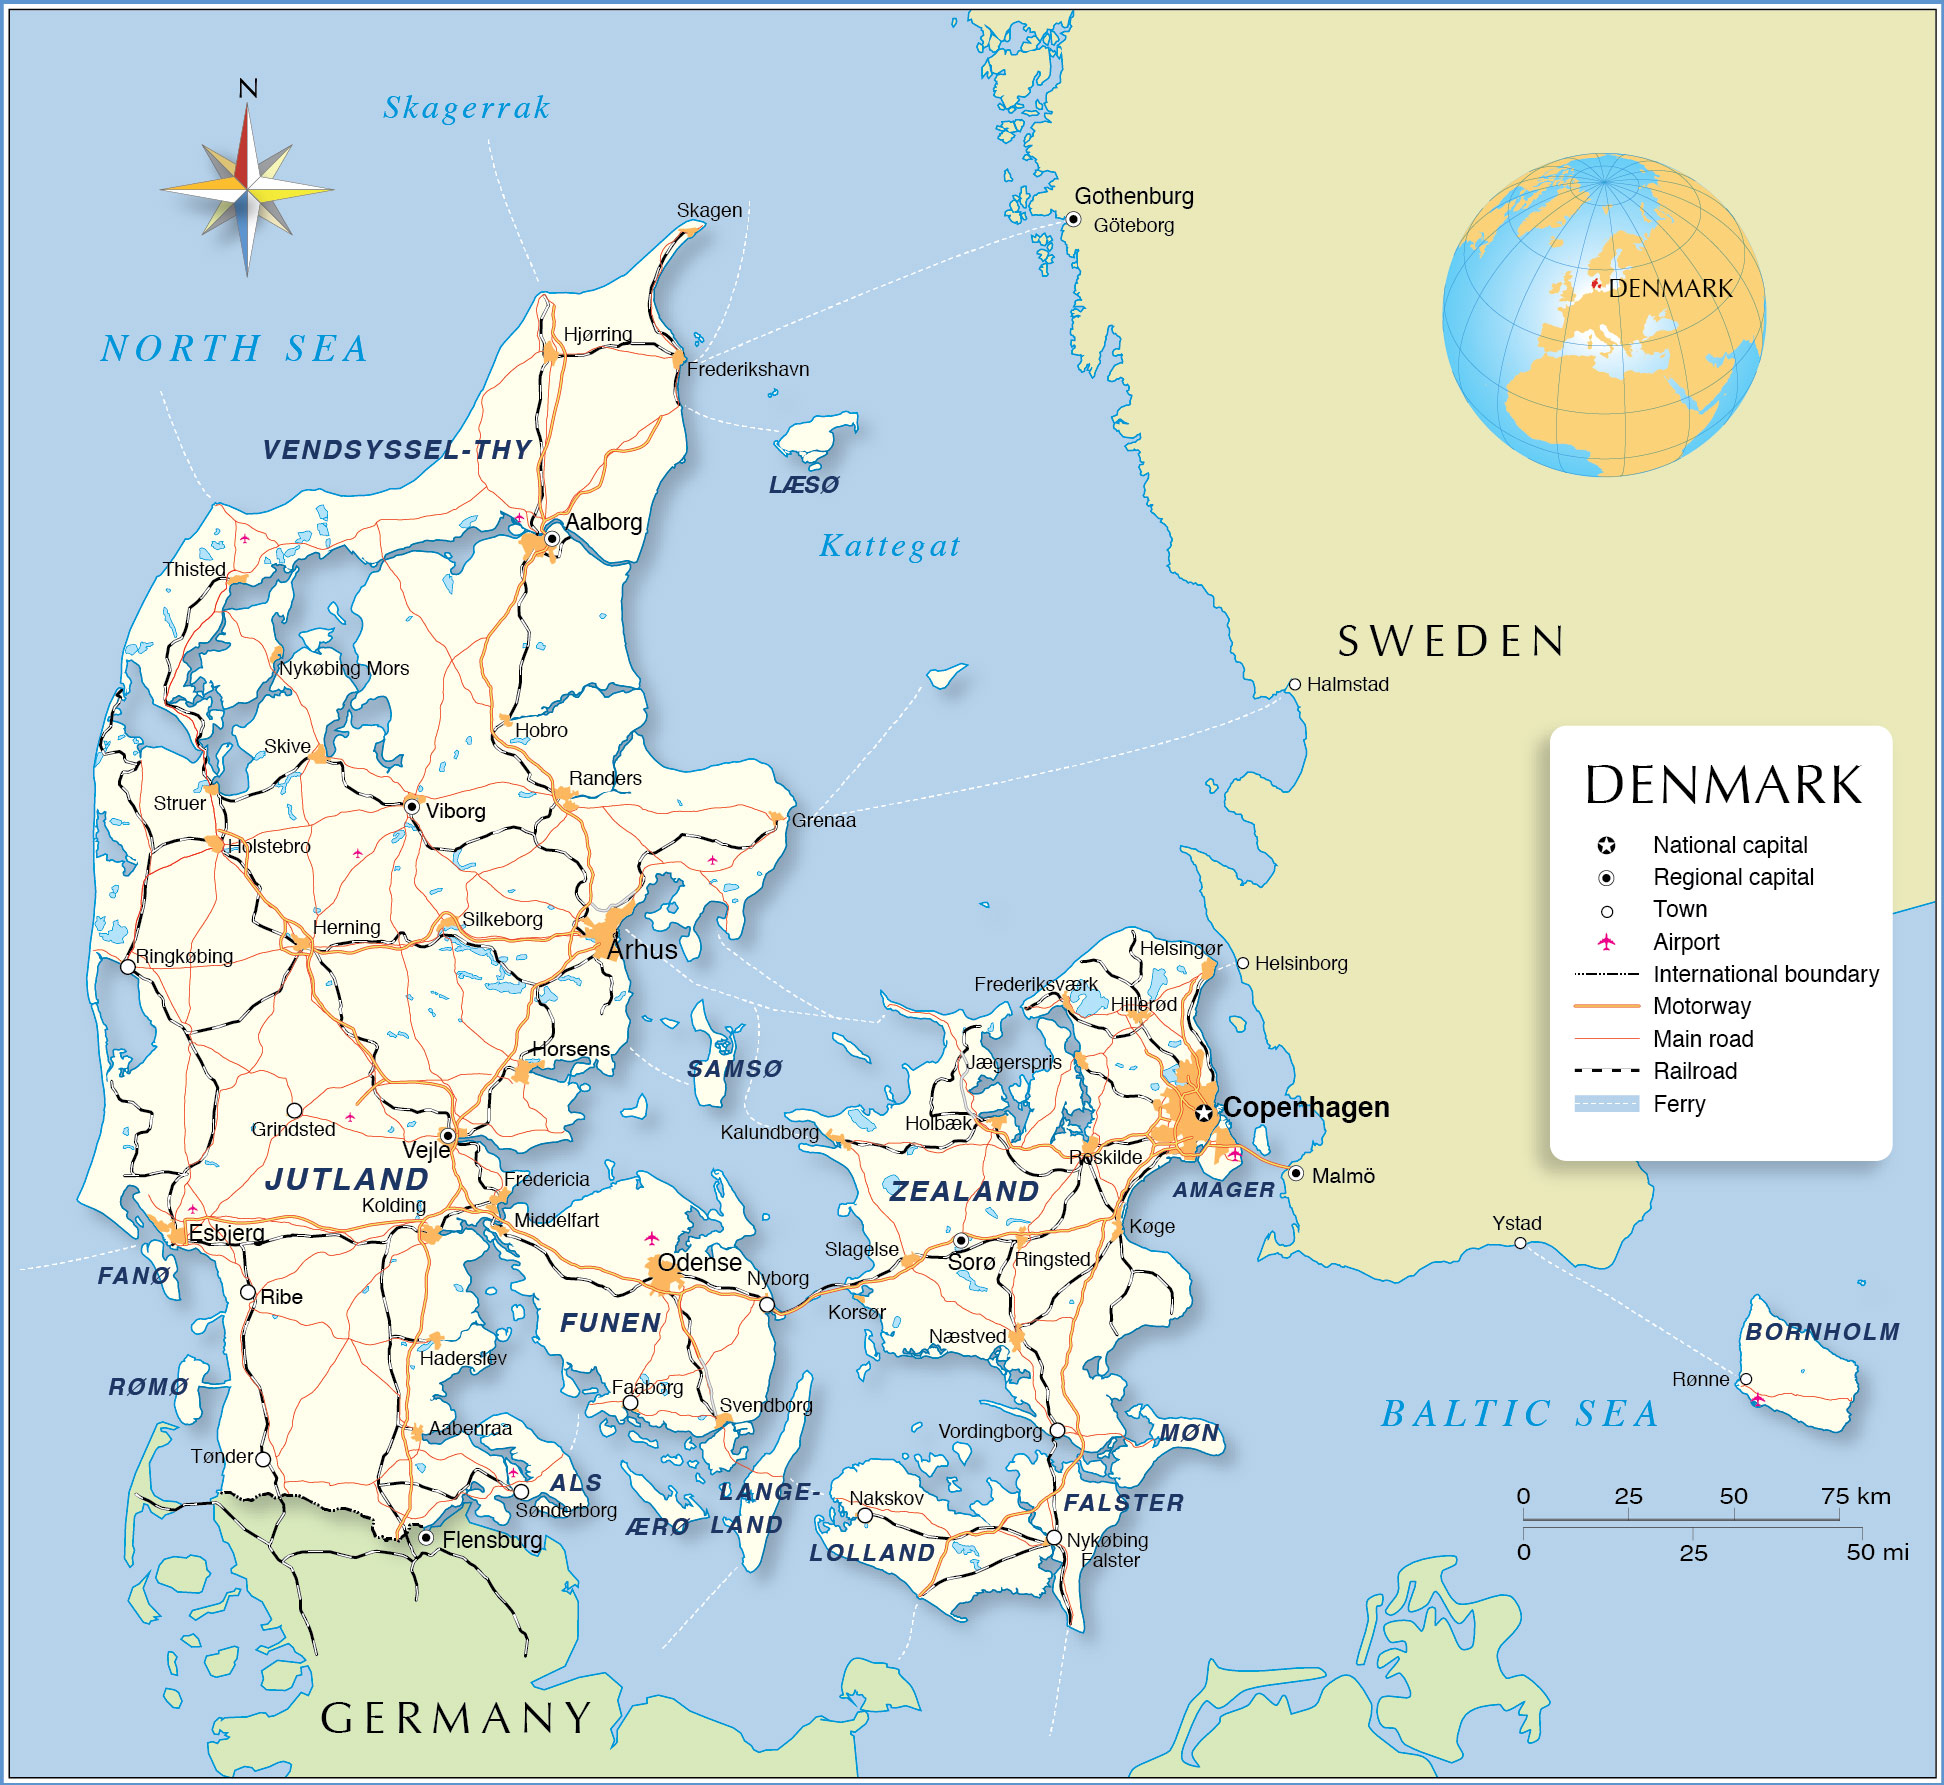 N
Skagerrak
Skagen
Gothenburg
Göteborg
DENMARK
NORTH SEA
Hjørring
Frederikshavn
VENDSYSSEL-THY
LÆSØ
Aalborg
Kattegat
Thisted
SWEDEN
Nykøbing Mors
Halmstad
Hobro
Skive
Randers
Struer
Viborg
Grenaa
Holstebro
DENMARK
National capital
Regional capital
Town
Airport
International boundary
Motorway
Main road
Railroad
Ferry
Silkeborg
Herning
Århus
Ringkøbing
Helsingør
Helsinborg
Frederiksværk
Hillerød
Horsens
SAMSØ
Jægerspris
Copenhagen
Grindsted
Kalundborg
Holbæk
Vejle
Roskilde
JUTLAND
Fredericia
ZEALAND
AMAGER
Malmö
Kolding
Middelfart
Køge
Ystad
Esbjerg
Slagelse
Sorø
Ringsted
Odense
FANØ
Nyborg
Ribe
Korsør
FUNEN
Næstved
BORNHOLM
Haderslev
Rønne
RØMØ
Faaborg
Svendborg
BALTIC SEA
Aabenraa
Vordingborg
MØN
Tønder
ALS
LANGE-
LAND
Nakskov
FALSTER
Sønderborg
ÆRØ
Flensburg
LOLLAND
Nykøbing
Falster
0 25 50 75 km
0 25 50 mi
GERMANY